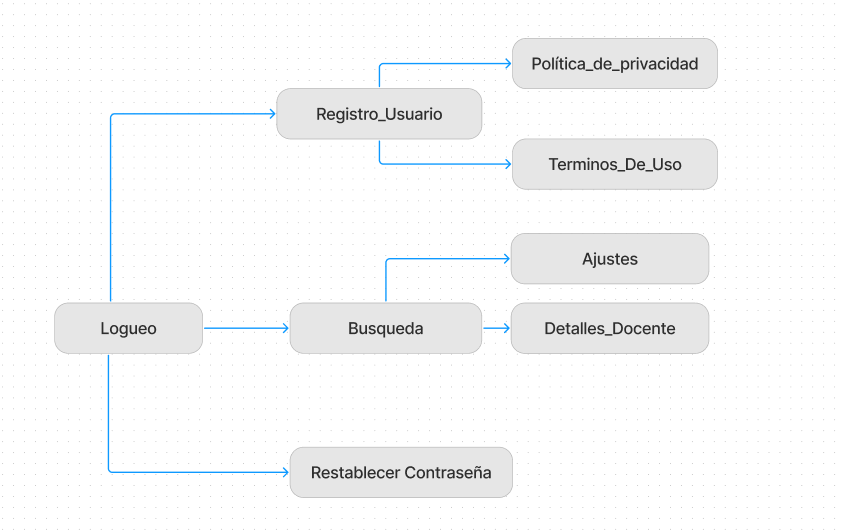 Política_de_privacidad
Registro_Usuario
Terminos_De_Uso
Ajustes
Logueo
Busqueda
Detalles_Docente
Restablecer Contraseña